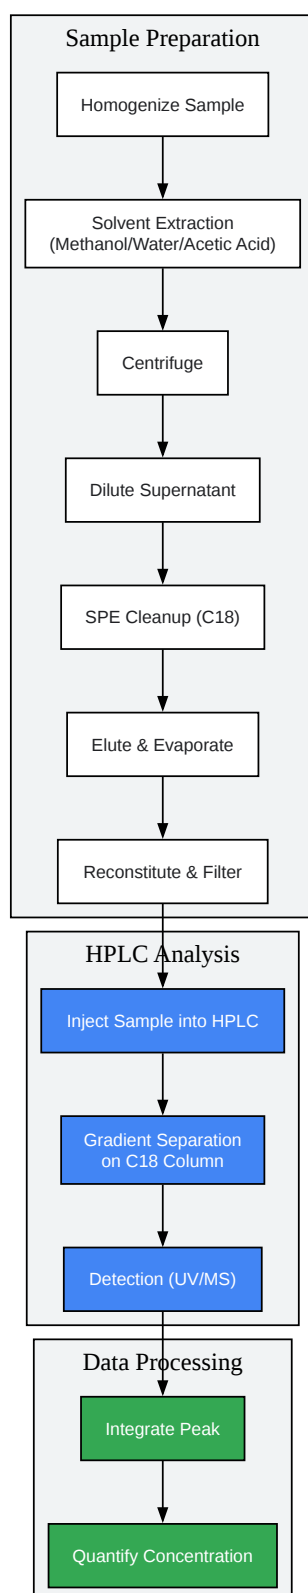 Sample Preparation
Homogenize Sample
Solvent Extraction
(Methanol/Water/Acetic Acid)
Centrifuge
Dilute Supernatant
SPE Cleanup (C18)
Elute & Evaporate
Reconstitute & Filter
HPLC Analysis
Inject Sample into HPLC
Gradient Separation
on C18 Column
Detection (UV/MS)
Data Processing
Integrate Peak
Quantify Concentration